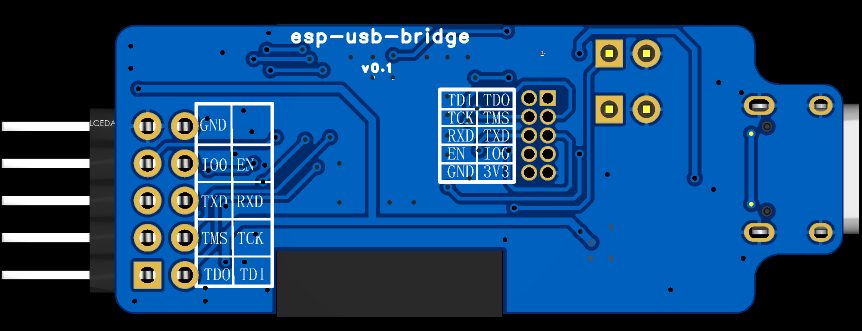 esp-usb-bridge
v0.1
LCEDA
GND
IO0 EN
TXD RXD
TMS TCK
TDO TDI
TDI TDO
TCK TMS
RXD TXD
EN IO0
GND 3V3